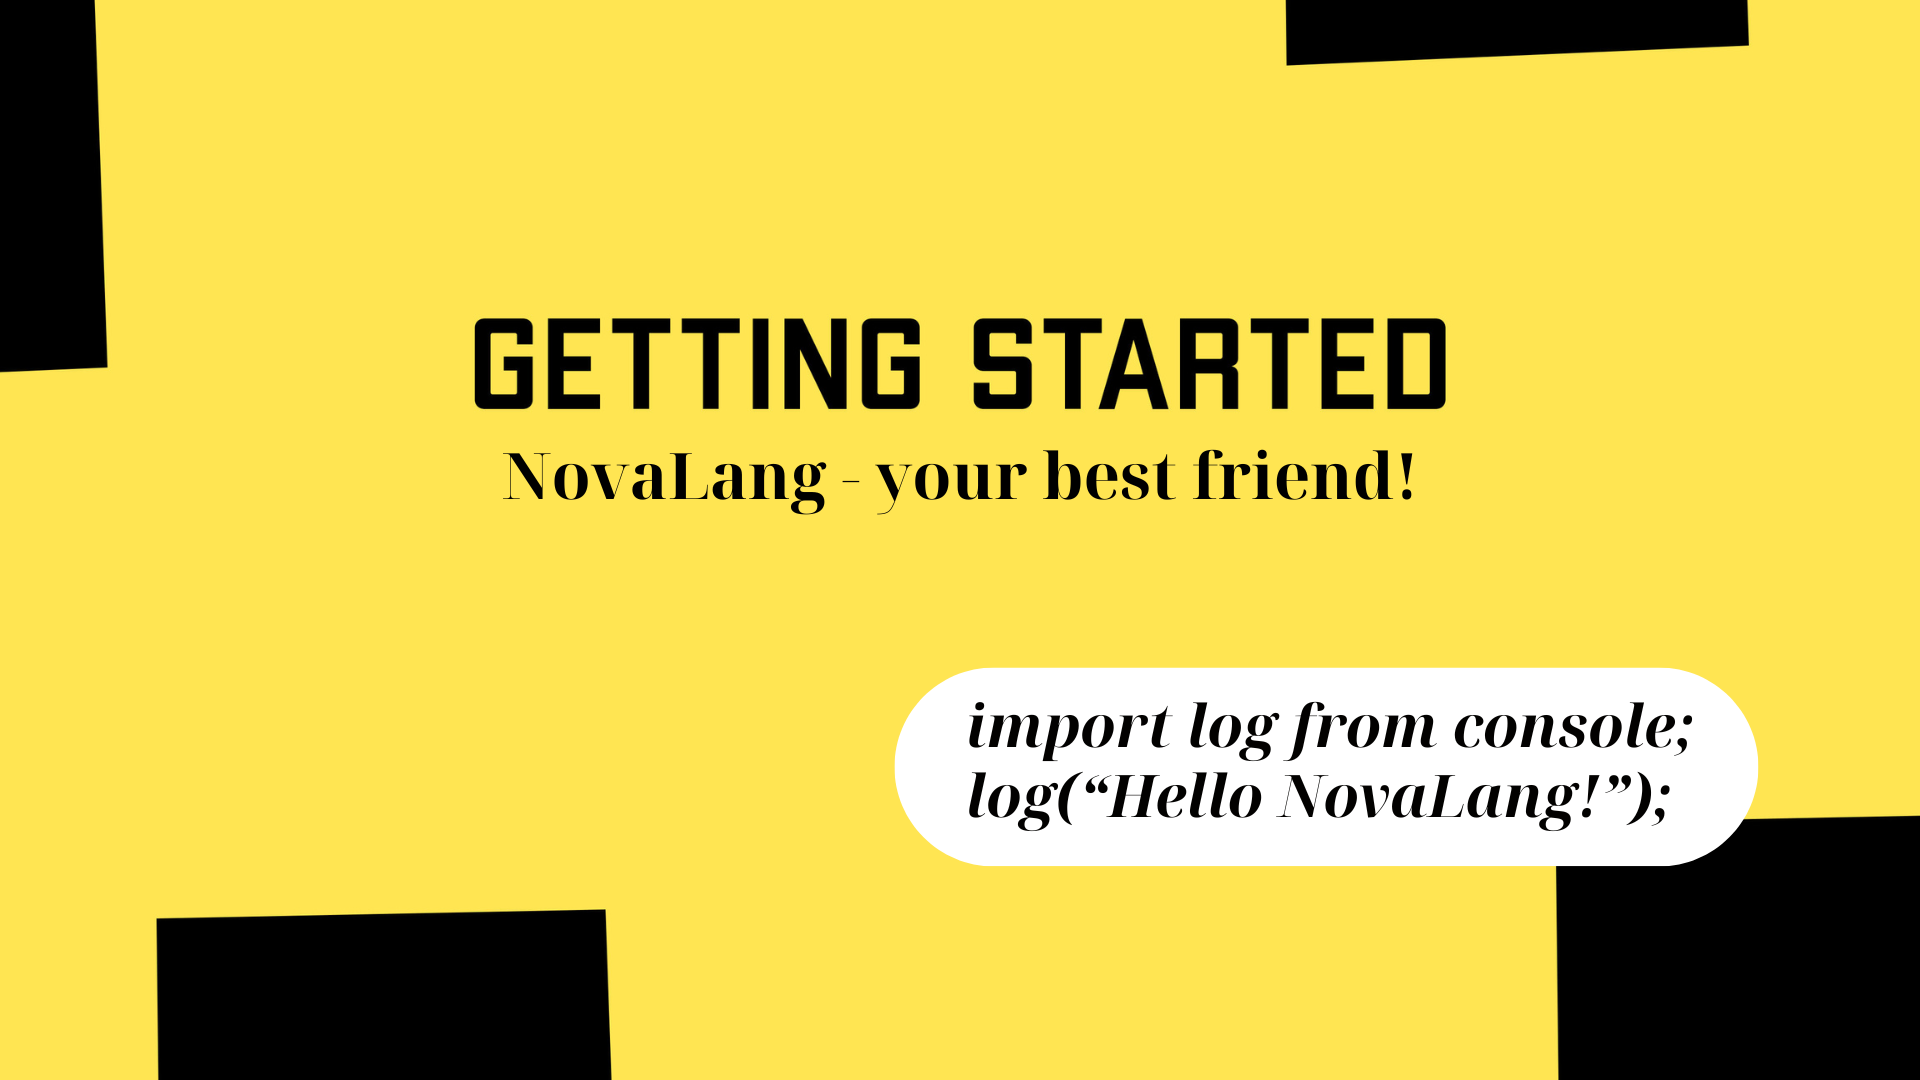 GETTING STARTED
NovaLang - your best friend!
import log from console;
log(“Hello NovaLang!”);